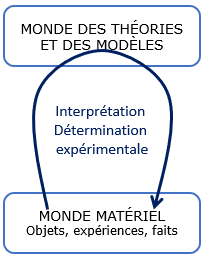 MONDE DES THÉORIES
ET DES MODÈLES
Interprétation
Détermination
expérimentale
MONDE MATÉRIEL
Objets, expériences, faits